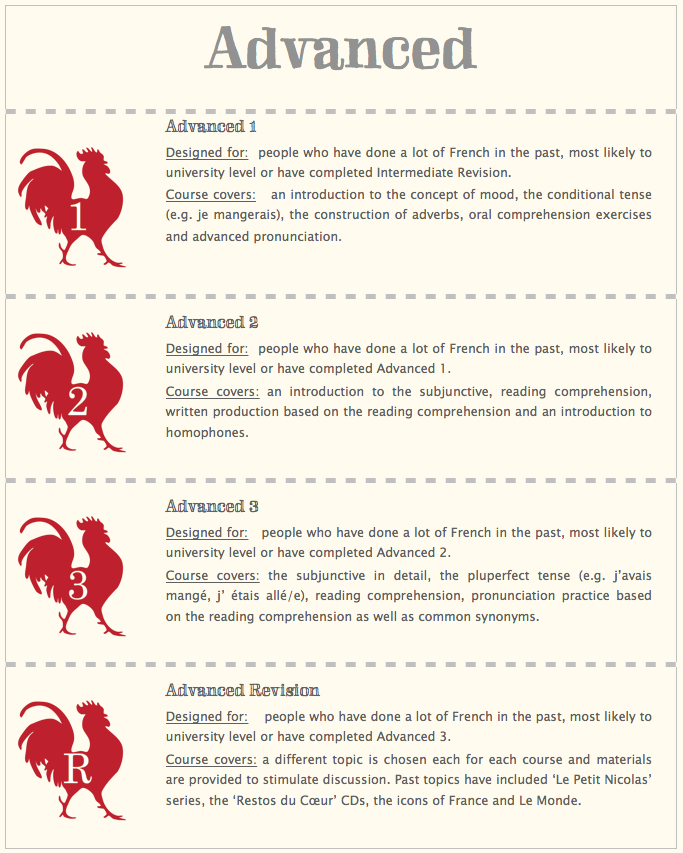 Advanced
Advanced 1
Designed for: people who have done a lot of French in the past, most likely to
university level or have completed Intermediate Revision.
Course covers: an introduction to the concept of mood, the conditional tense
(e.g. je mangerais), the construction of adverbs, oral comprehension exercises
and advanced pronunciation.
1
Advanced 2
Designed for: people who have done a lot of French in the past, most likely to
university level or have completed Advanced 1.
Course covers: an introduction to the subjunctive, reading comprehension,
written production based on the reading comprehension and an introduction to
homophones.
2
Advanced 3
Designed for: people who have done a lot of French in the past, most likely to
university level or have completed Advanced 2.
Course covers: the subjunctive in detail, the pluperfect tense (e.g. j’avais
mangé, j’ étais allé/e), reading comprehension, pronunciation practice based
on the reading comprehension as well as common synonyms.
3
Advanced Revision
Designed for: people who have done a lot of French in the past, most likely to
university level or have completed Advanced 3.
Course covers: a different topic is chosen each for each course and materials
are provided to stimulate discussion. Past topics have included ‘Le Petit Nicolas’
series, the ‘Restos du Cœur’ CDs, the icons of France and Le Monde.
R